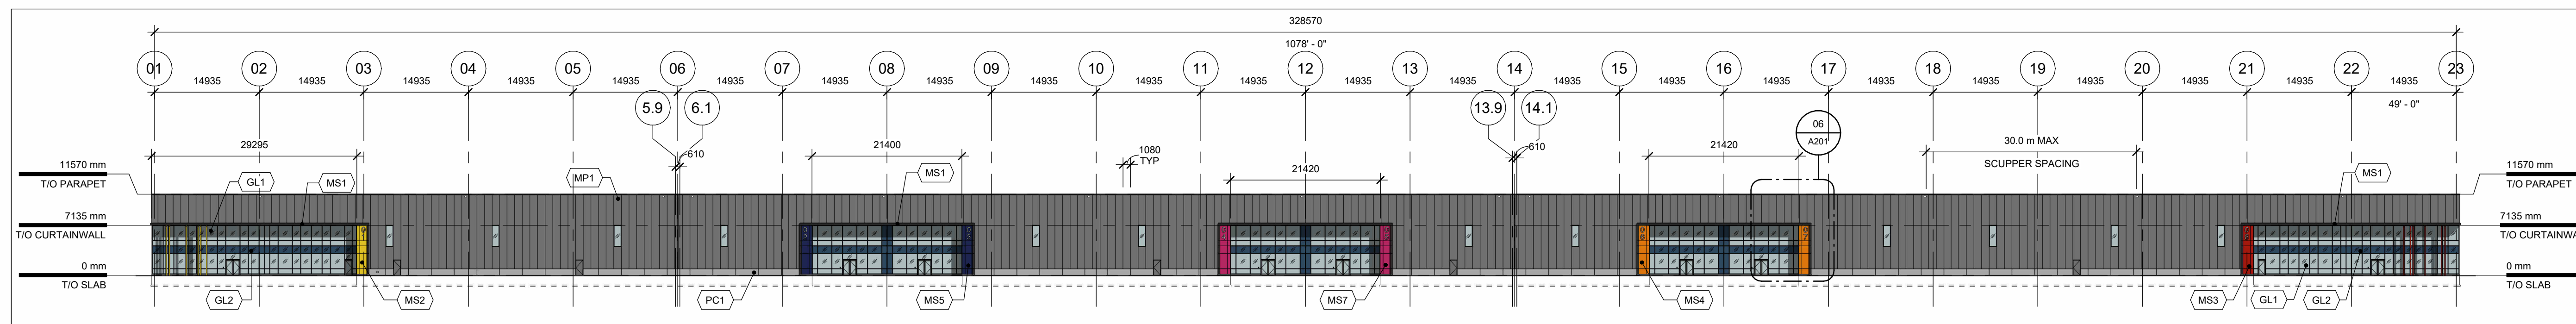 328570
1078' - 0"
01 02 03 04 05 06 07 08 09 10 11 12 13 14 15 16 17 18 19 20 21 22 23
14935 14935 14935 14935 14935 14935 14935 14935 14935 14935 14935 14935 14935 14935 14935 14935 14935 14935 14935 14935 14935 14935
5.9 6.1 13.9 14.1 49' - 0"
06
A201
29295 610 21400 1080 TYP 21420 610 21420 30.0 m MAX
SCUPPER SPACING
11570 mm
T/O PARAPET
7135 mm
T/O CURTAINWALL
0 mm
T/O SLAB
GL1 MS1 MP1 MS1 MS1
GL2 MS2 PC1 MS5 MS7 MS4 MS3 GL1 GL2
11570 mm
T/O PARAPET
7135 mm
T/O CURTAINWA
0 mm
T/O SLAB